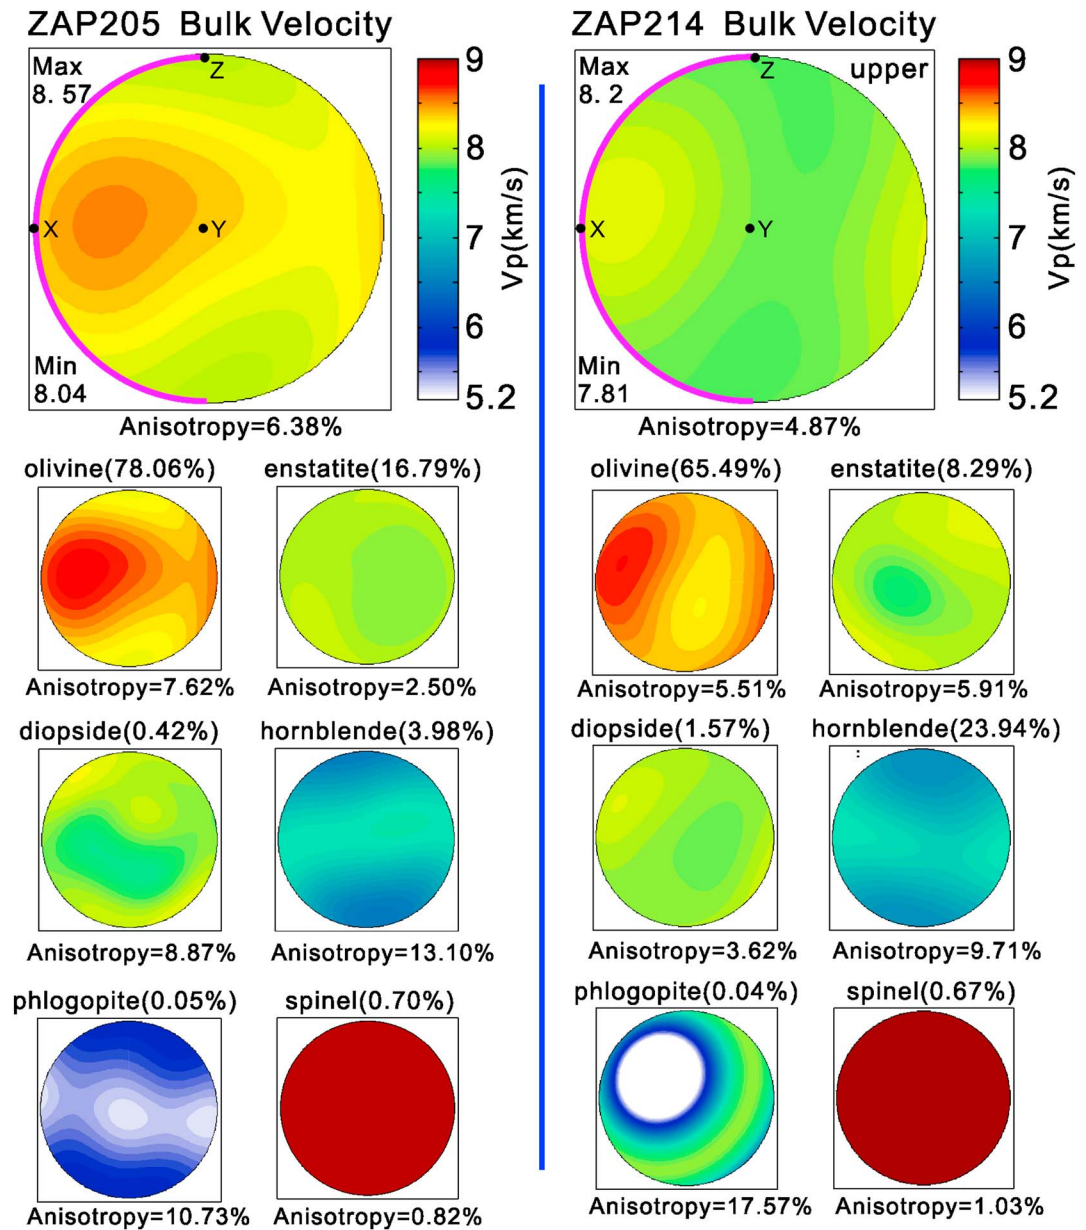 ZAP205 Bulk Velocity
Max
8. 57
Z
X
Y
Min
8.04
9
8
7
6
5.2
Vp(km/s)
Anisotropy=6.38%
olivine(78.06%)
enstatite(16.79%)
Anisotropy=7.62%
Anisotropy=2.50%
diopside(0.42%)
hornblende(3.98%)
Anisotropy=8.87%
Anisotropy=13.10%
phlogopite(0.05%)
spinel(0.70%)
Anisotropy=10.73%
Anisotropy=0.82%
ZAP214 Bulk Velocity
Max
8. 2
Z
upper
X
Y
Min
7.81
9
8
7
6
5.2
Vp(km/s)
Anisotropy=4.87%
olivine(65.49%)
enstatite(8.29%)
Anisotropy=5.51%
Anisotropy=5.91%
diopside(1.57%)
hornblende(23.94%)
Anisotropy=3.62%
Anisotropy=9.71%
phlogopite(0.04%)
spinel(0.67%)
Anisotropy=17.57%
Anisotropy=1.03%